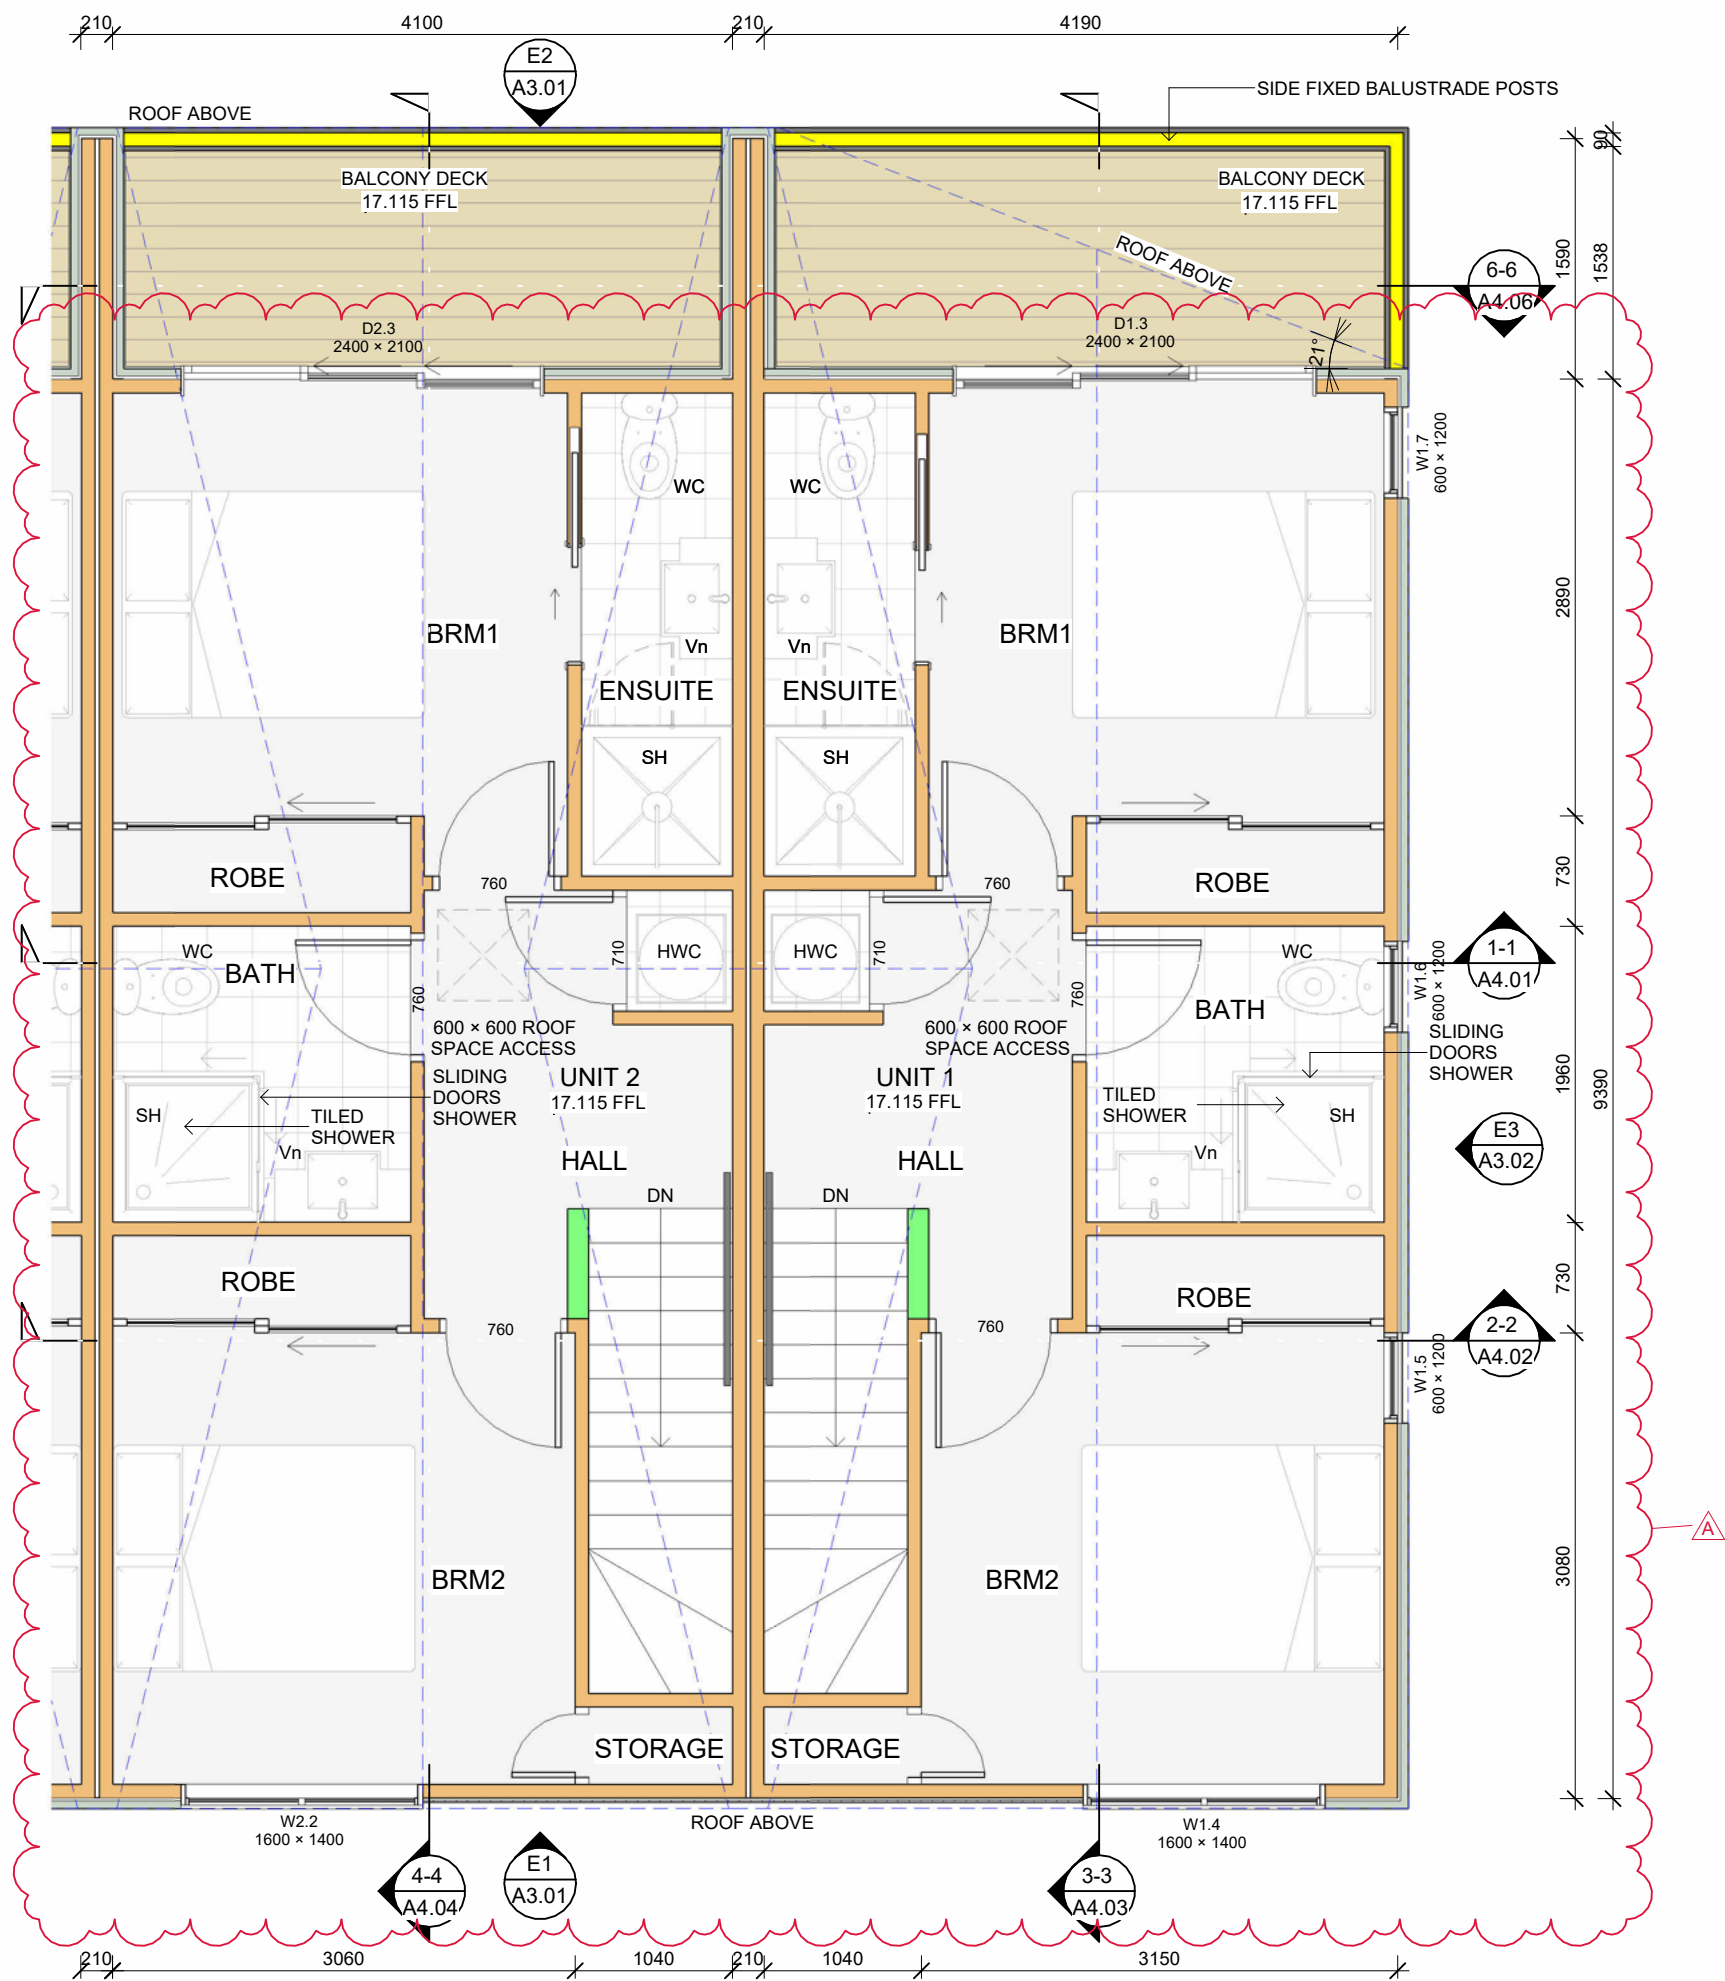 210
4100
210
4190
E2
A3.01
SIDE FIXED BALUSTRADE POSTS
ROOF ABOVE
90
BALCONY DECK
17.115 FFL
BALCONY DECK
17.115 FFL
ROOF ABOVE
1590
1538
6-6
A4.06
D2.3
2400 × 2100
D1.3
2400 × 2100
21°
W1.7
600 × 1200
WC
WC
2890
BRM1
BRM1
Vn
Vn
ENSUITE
ENSUITE
SH
SH
ROBE
760
760
ROBE
730
WC
BATH
710
HWC
HWC
710
WC
1-1
A4.01
W1.6
600 × 1200
760
760
BATH
600 × 600 ROOF
SPACE ACCESS
600 × 600 ROOF
SPACE ACCESS
SLIDING
DOORS
SHOWER
SLIDING
DOORS
SHOWER
UNIT 2
17.115 FFL
UNIT 1
17.115 FFL
1960
9390
SH
TILED
SHOWER
TILED
SHOWER
SH
E3
A3.02
Vn
Vn
HALL
HALL
DN
DN
ROBE
ROBE
730
760
760
2-2
A4.02
W1.5
600 × 1200
A
BRM2
BRM2
3080
STORAGE
STORAGE
W2.2
1600 × 1400
ROOF ABOVE
W1.4
1600 × 1400
4-4
A4.04
E1
A3.01
3-3
A4.03
210
3060
1040
210
1040
3150